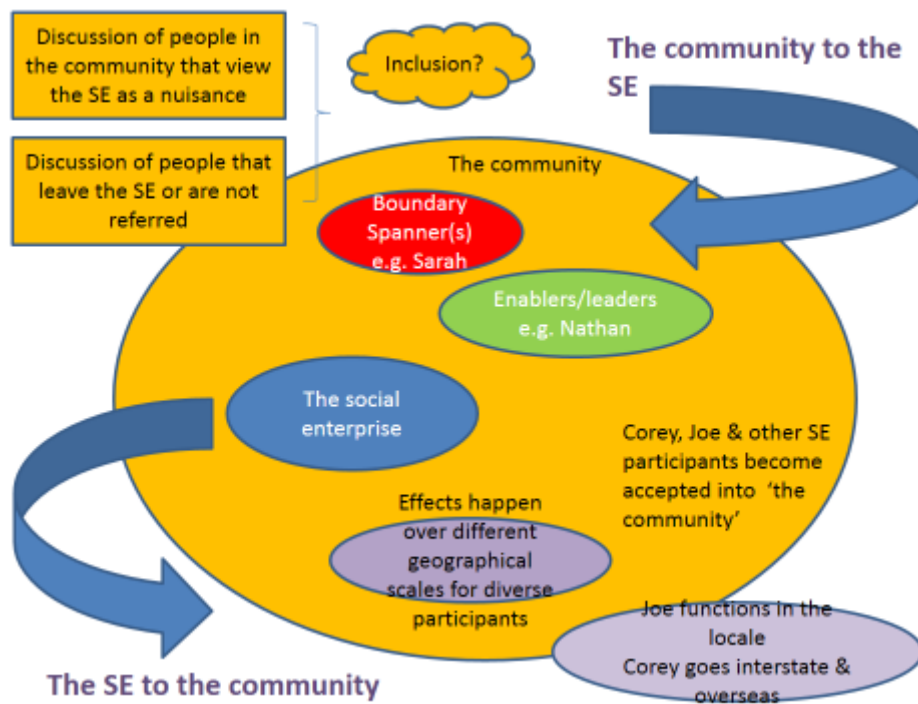 Discussion of people in
the community that view
the SE as a nuisance
Inclusion?
The community to the
SE
Discussion of people that
leave the SE or are not
referred
The community
Boundary
Spanner(s)
e.g. Sarah
Enablers/leaders
e.g. Nathan
The social
enterprise
Corey, Joe & other SE
participants become
accepted into ‘the
community’
Effects happen
over different
geographical
scales for diverse
participants
Joe functions in the
locale
Corey goes interstate &
overseas
The SE to the community